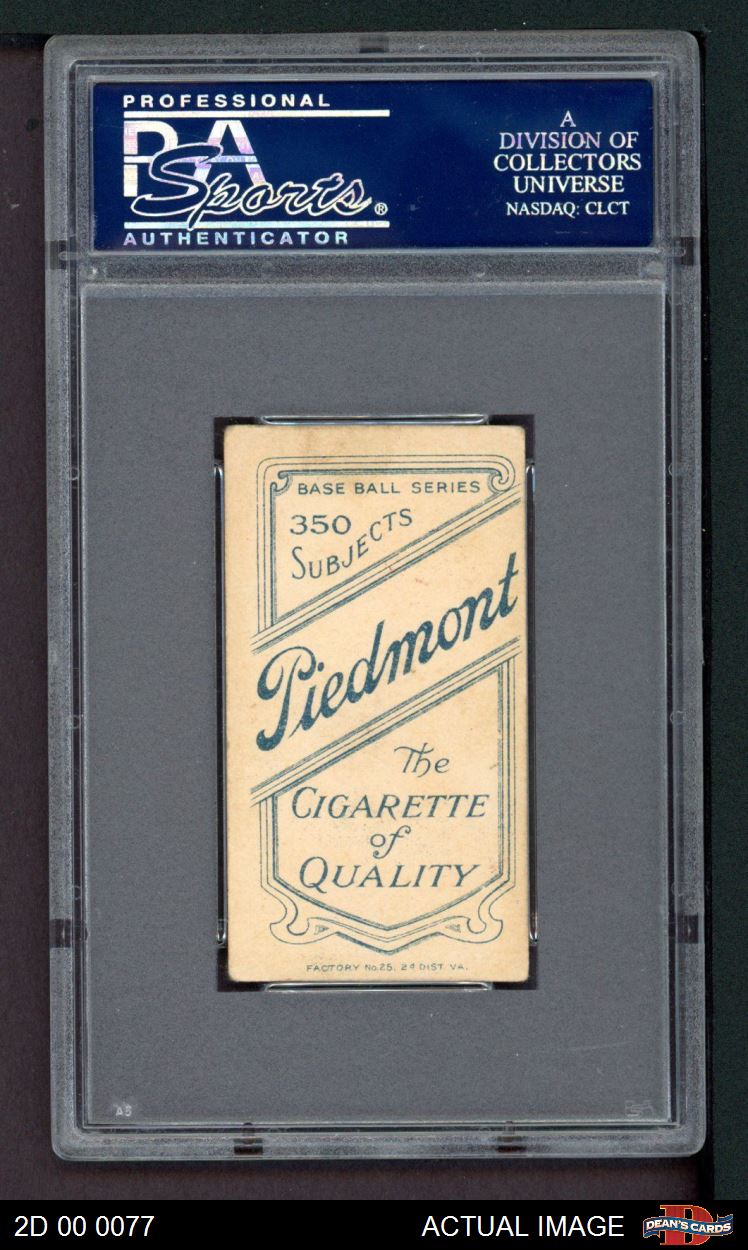 PROFESSIONAL
PSA
Sports®
AUTHENTICATOR
A
DIVISION OF
COLLECTORS
UNIVERSE
NASDAQ: CLCT
BASE BALL SERIES
350
SUBJECTS
Piedmont
The
CIGARETTE
of
QUALITY
FACTORY No. 25, 2d DIST. VA.
PSA
2D 00 0077
ACTUAL IMAGE
D
DEAN'S CARDS